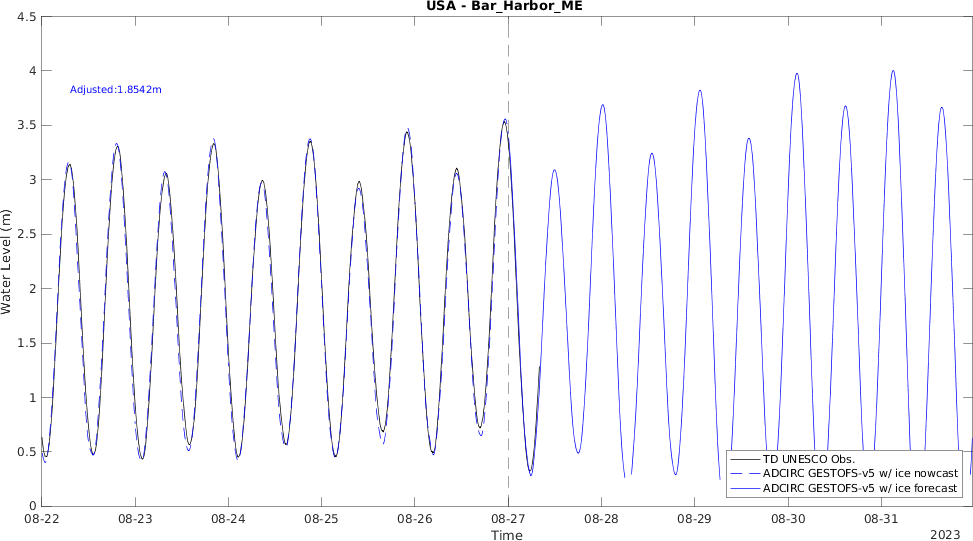 USA - Bar_Harbor_ME
4.5
4
3.5
3
2.5
2
1.5
1
0.5
0
Water Level (m)
Adjusted:1.8542m
TD UNESCO Obs.
ADCIRC GESTOFS-v5 w/ ice nowcast
ADCIRC GESTOFS-v5 w/ ice forecast
08-22 08-23 08-24 08-25 08-26 08-27 08-28 08-29 08-30 08-31
Time
2023